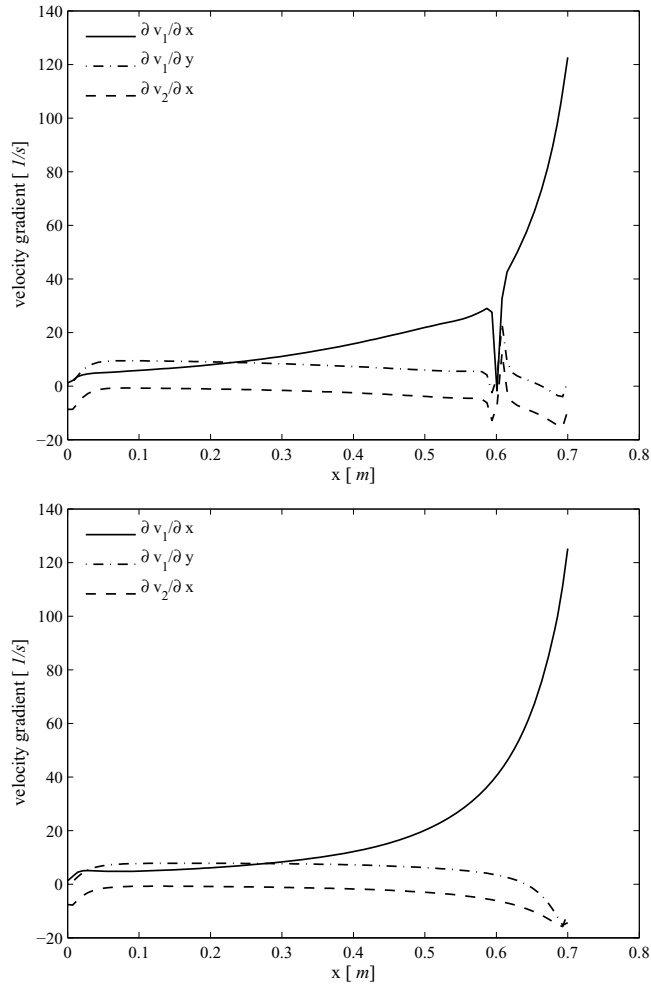 140
120
100
80
60
40
20
0
−20
velocity gradient [ 1/s]
∂ v₁/∂ x
∂ v₁/∂ y
∂ v₂/∂ x
0 0.1 0.2 0.3 0.4 0.5 0.6 0.7 0.8
x [ m]
140
120
100
80
60
40
20
0
−20
velocity gradient [ 1/s]
∂ v₁/∂ x
∂ v₁/∂ y
∂ v₂/∂ x
0 0.1 0.2 0.3 0.4 0.5 0.6 0.7 0.8
x [ m]